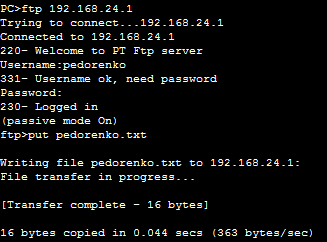 PC>ftp 192.168.24.1
Trying to connect...192.168.24.1
Connected to 192.168.24.1
220- Welcome to PT Ftp server
Username:pedorenko
331- Username ok, need password
Password:
230- Logged in
(passive mode On)
ftp>put pedorenko.txt
Writing file pedorenko.txt to 192.168.24.1:
File transfer in progress...
[Transfer complete - 16 bytes]
16 bytes copied in 0.044 secs (363 bytes/sec)